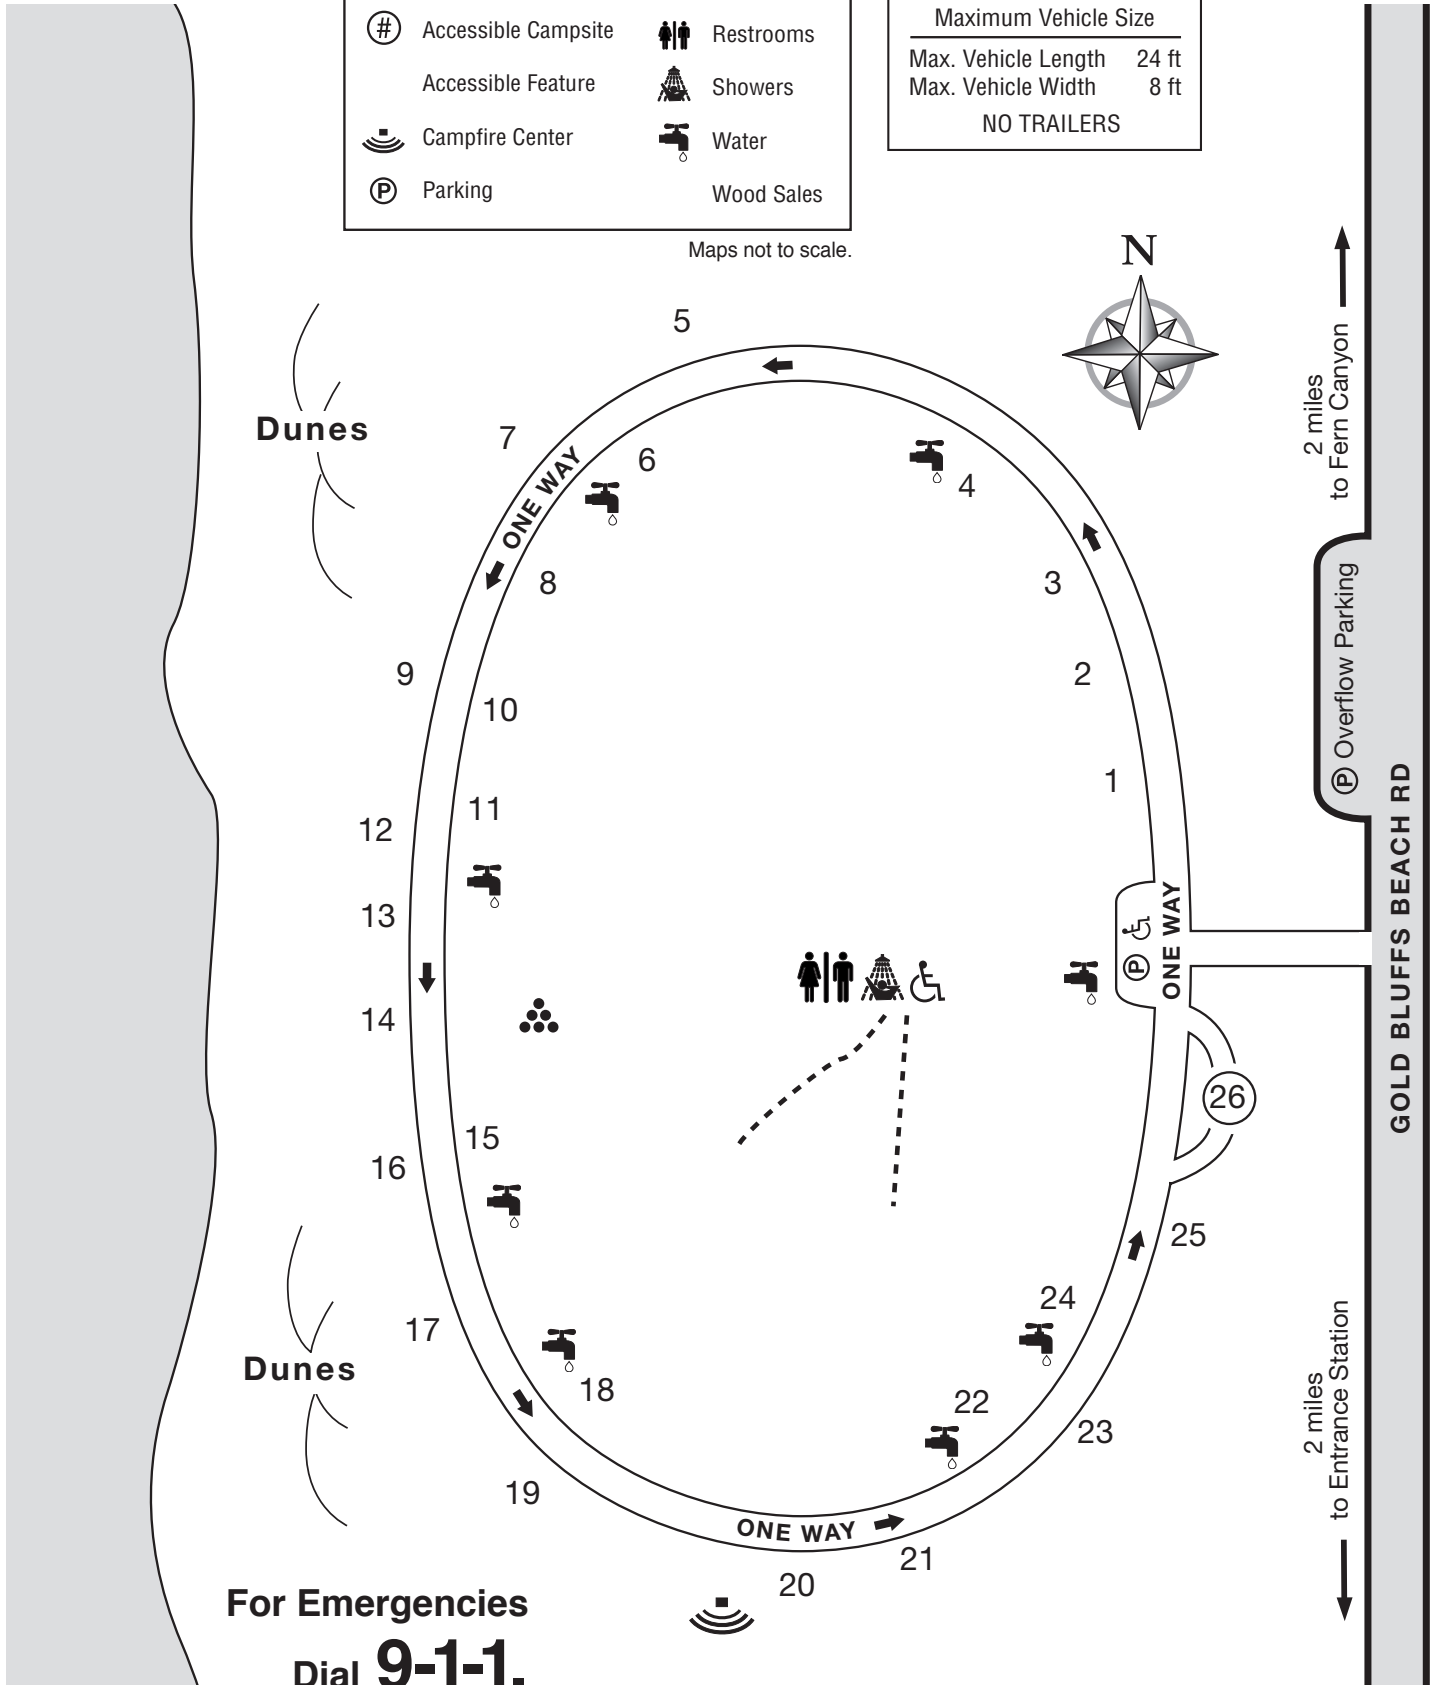 # Accessible Campsite
Restrooms
Accessible Feature
Showers
Campfire Center
Water
P Parking
Wood Sales
Maximum Vehicle Size
Max. Vehicle Length 24 ft
Max. Vehicle Width 8 ft
NO TRAILERS
Maps not to scale.
N
2 miles
to Fern Canyon
5
Dunes
7
6
4
ONE WAY
8
3
P Overflow Parking
9
2
10
1
11
12
GOLD BLUFFS BEACH RD
13
P
ONE WAY
14
26
15
16
25
24
17
Dunes
18
22
23
2 miles
to Entrance Station
19
ONE WAY
21
20
For Emergencies
Dial 9-1-1.